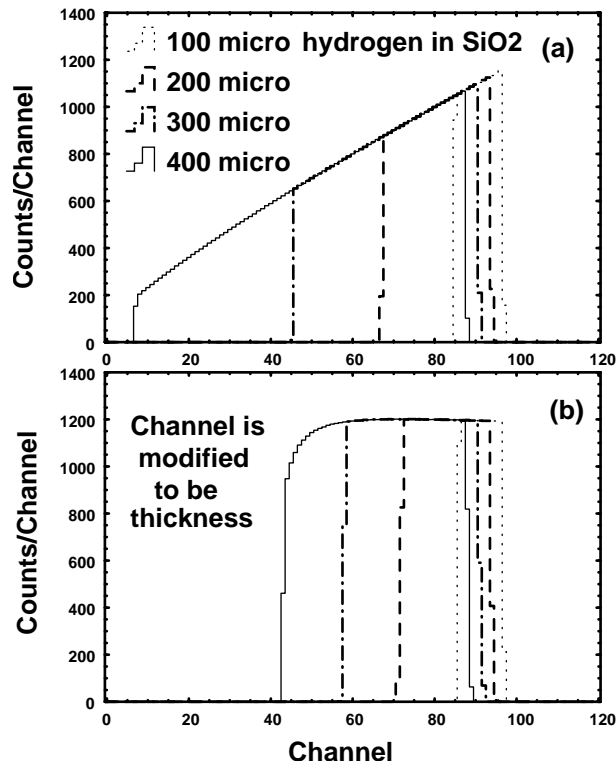 1400
1200
1000
800
600
400
200
0
Counts/Channel
100 micro hydrogen in SiO2 (a)
200 micro
300 micro
400 micro
0 20 40 60 80 100 120
1400
1200
1000
800
600
400
200
0
Counts/Channel
(b)
Channel is
modified
to be
thickness
0 20 40 60 80 100 120
Channel